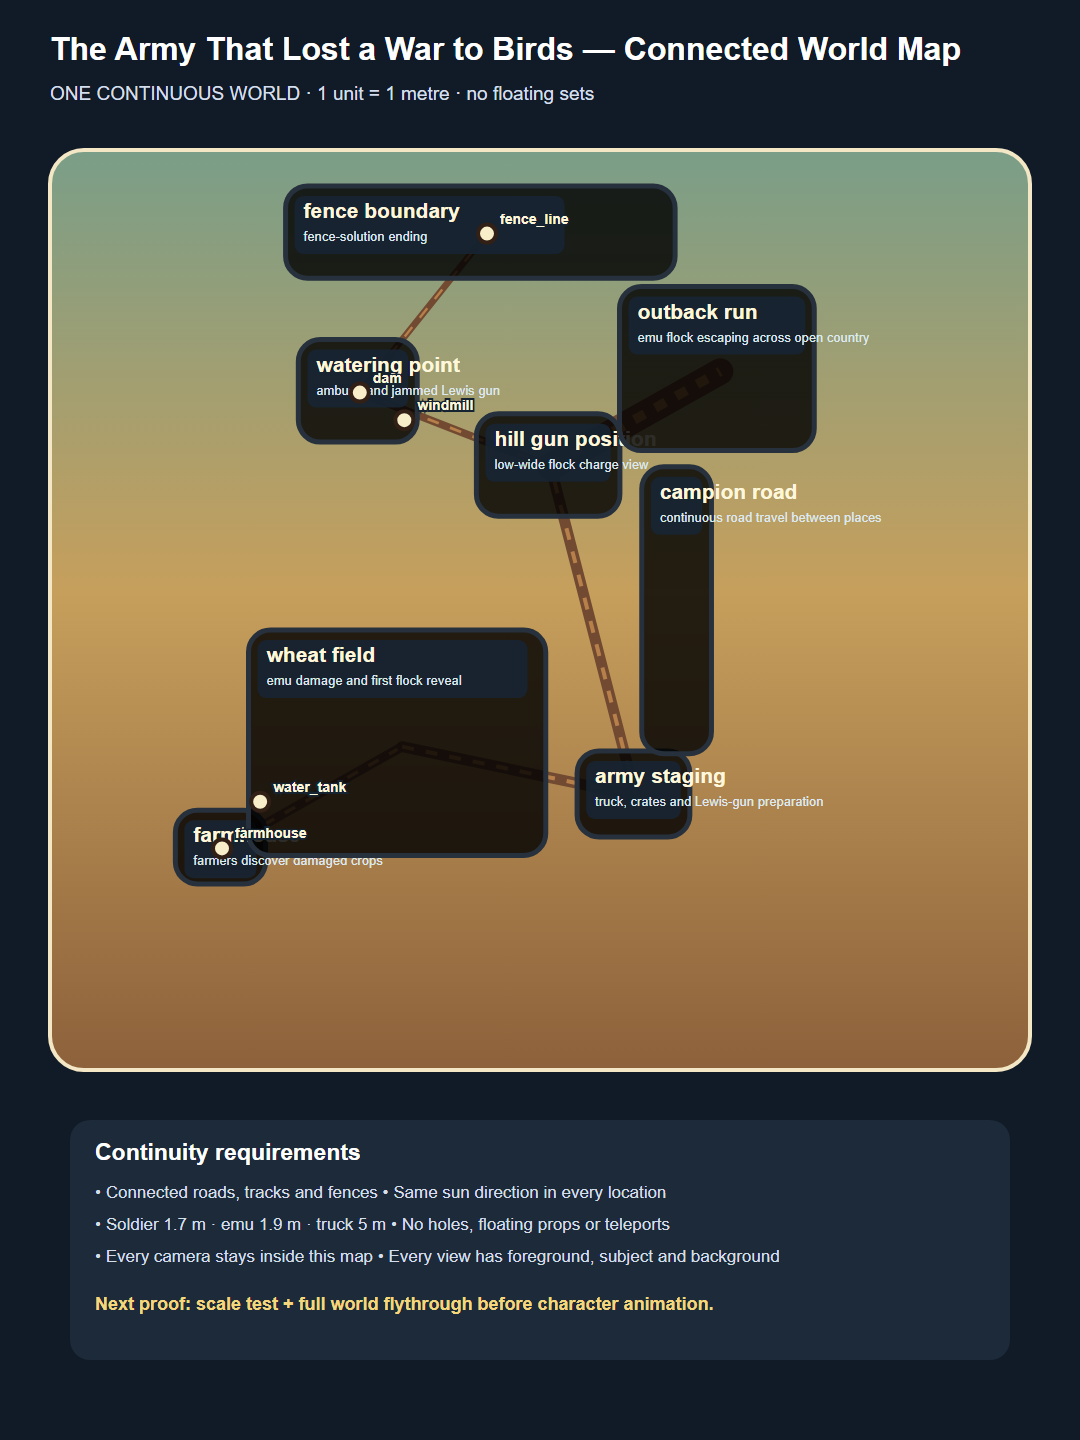 The Army That Lost a War to Birds — Connected World Map
ONE CONTINUOUS WORLD · 1 unit = 1 metre · no floating sets
fence boundary
fence_line
fence-solution ending
outback run
emu flock escaping across open country
watering point
dam
ambu and jammed Lewis gun
windmill
hill gun position
low-wide flock charge view
campion road
continuous road travel between places
wheat field
emu damage and first flock reveal
army staging
water_tank
truck, crates and Lewis-gun preparation
farmhouse
farmers discover damaged crops
Continuity requirements
• Connected roads, tracks and fences • Same sun direction in every location
• Soldier 1.7 m · emu 1.9 m · truck 5 m • No holes, floating props or teleports
• Every camera stays inside this map • Every view has foreground, subject and background
Next proof: scale test + full world flythrough before character animation.